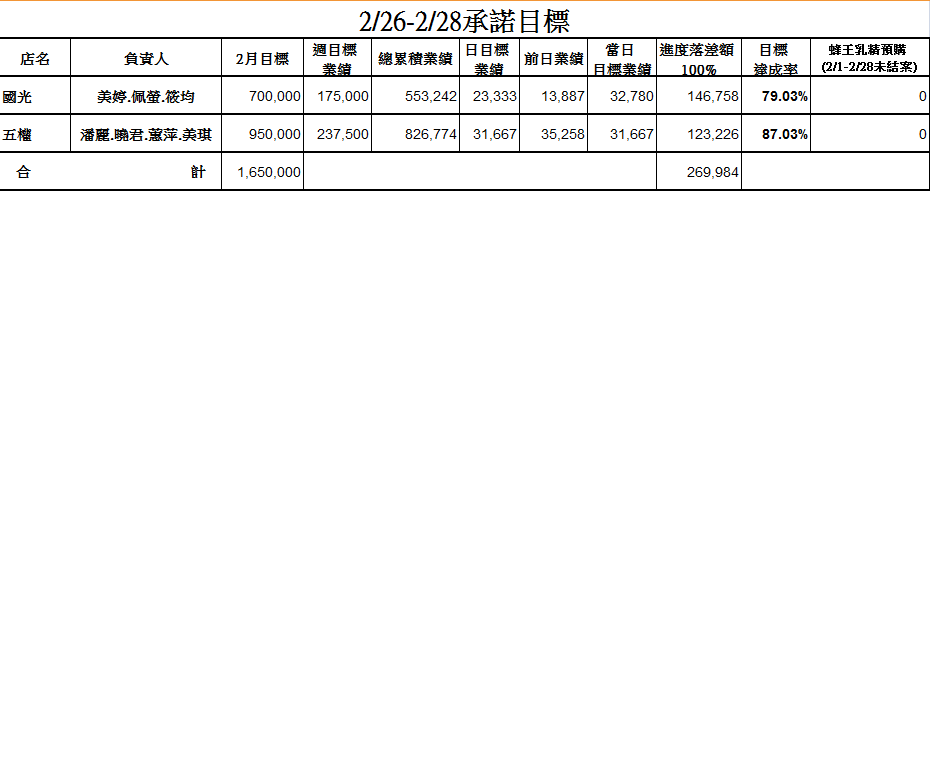 2/26-2/28承諾目標
店名 負責人 2月目標 週目標業績 總累積業績 日目標業績 前日業績 當日目標業績 進度落差額100% 目標達成率 蜂王乳精預購(2/1-2/28未結案)
國光 美婷.佩螢.筱均 700,000 175,000 553,242 23,333 13,887 32,780 146,758 79.03% 0
五權 潘麗.曉君.蕙萍.美琪 950,000 237,500 826,774 31,667 35,258 31,667 123,226 87.03% 0
合計 1,650,000 269,984